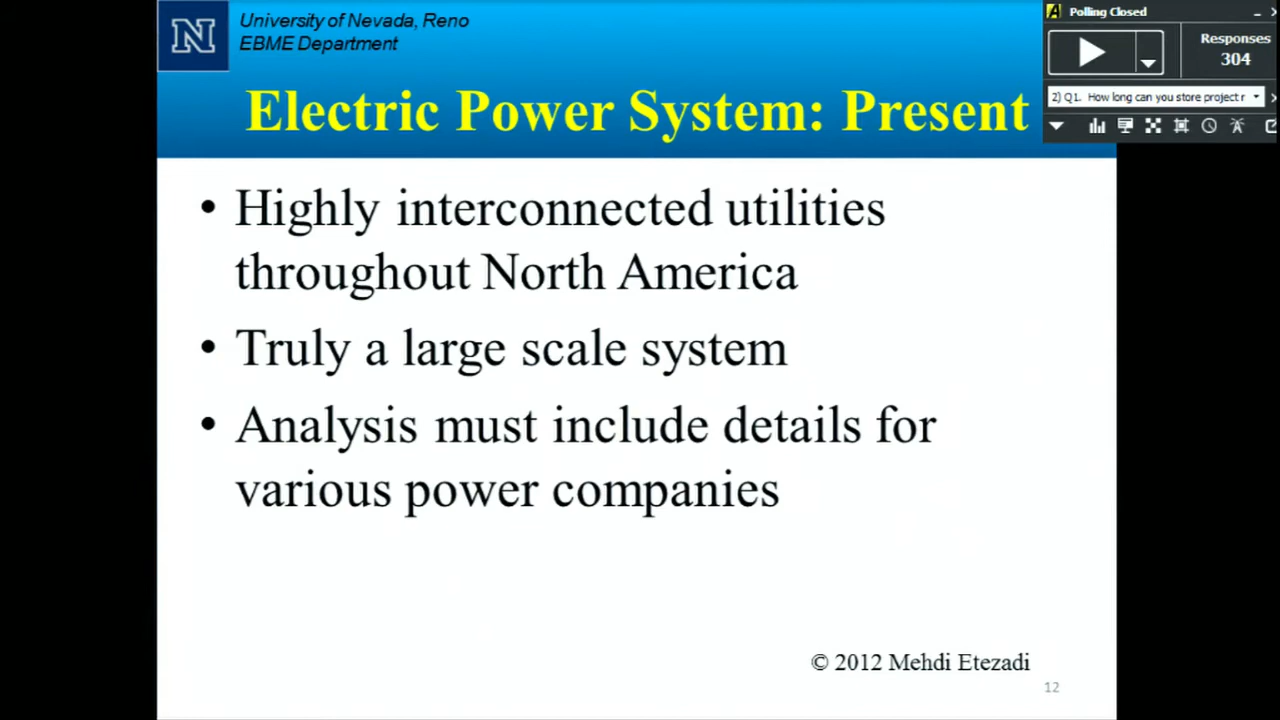 N
University of Nevada, Reno
EBME Department
Electric Power System: Present
Polling Closed
Responses
304
2) Q1. How long can you store project r
• Highly interconnected utilities
throughout North America
• Truly a large scale system
• Analysis must include details for
various power companies
© 2012 Mehdi Etezadi
12